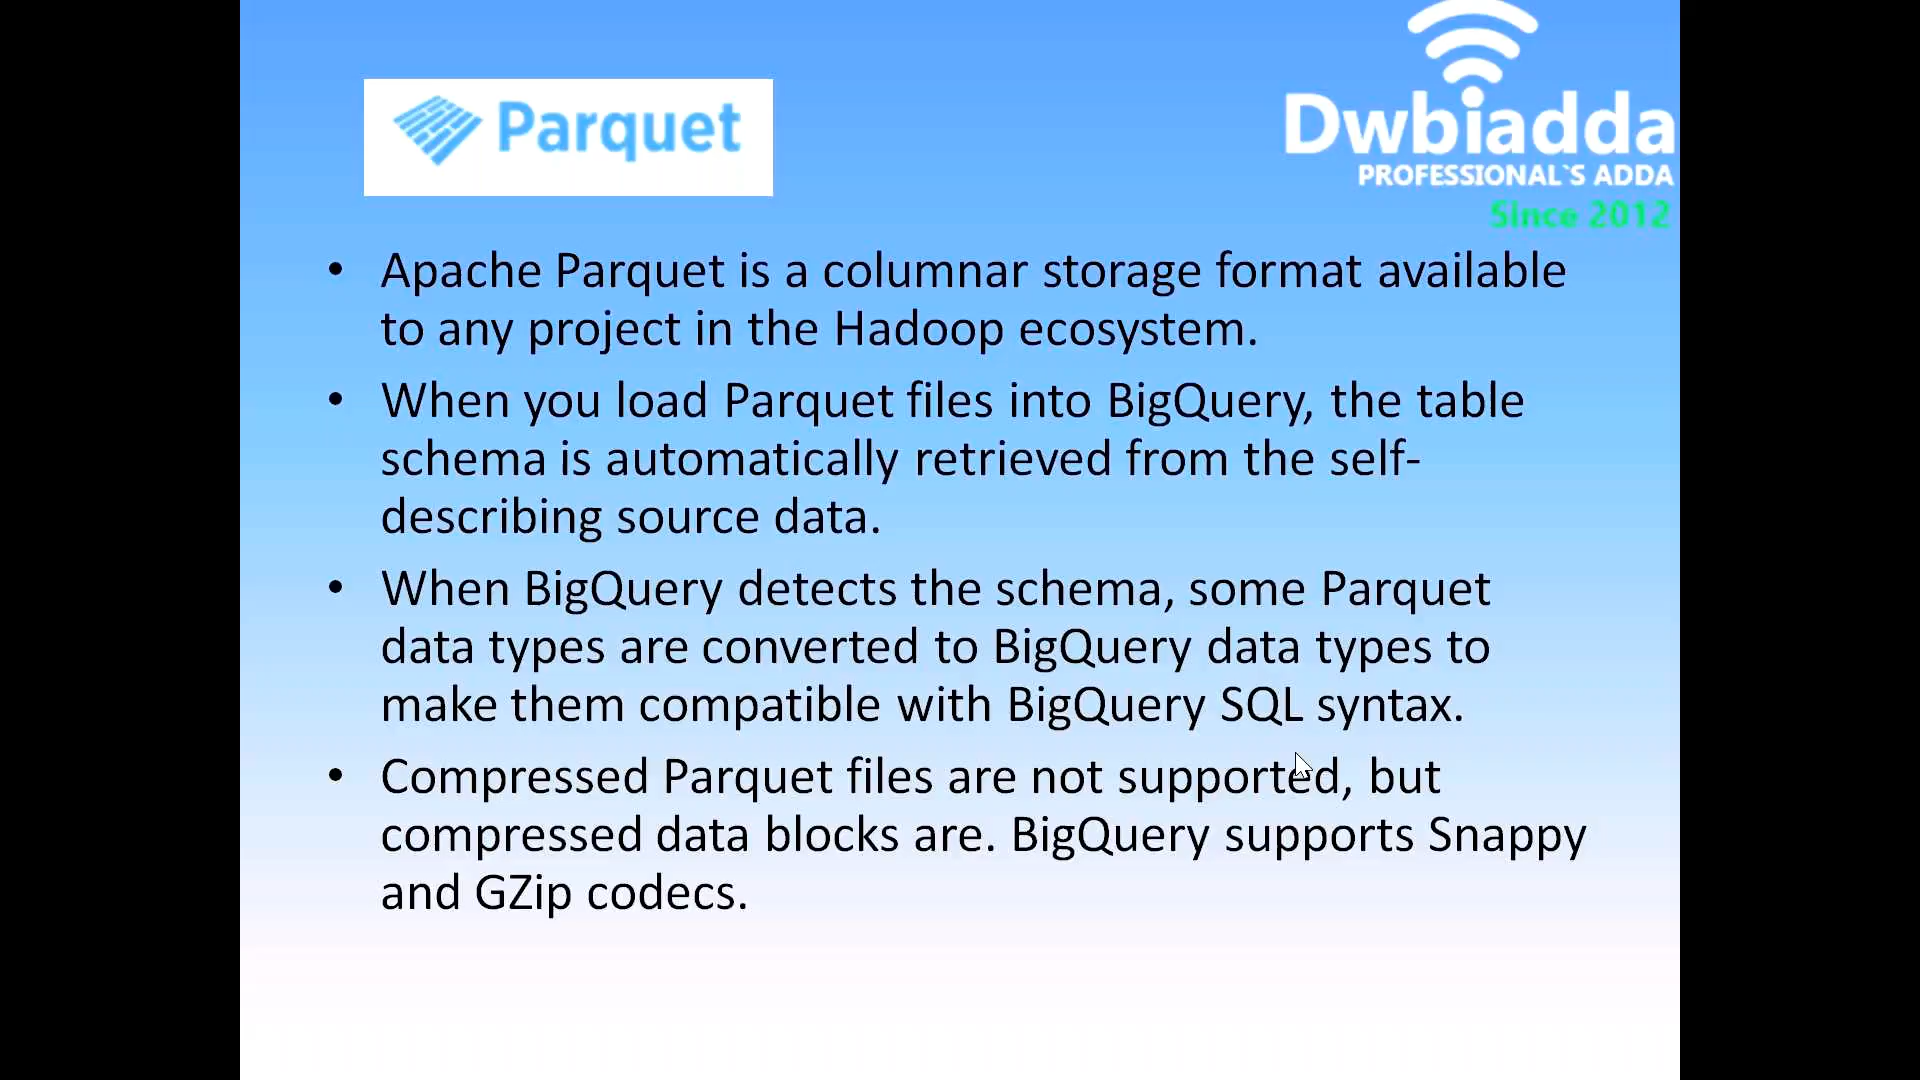 Parquet
Dwbiadda
PROFESSIONAL`S ADDA
Since 2012
• Apache Parquet is a columnar storage format available
to any project in the Hadoop ecosystem.
• When you load Parquet files into BigQuery, the table
schema is automatically retrieved from the self-
describing source data.
• When BigQuery detects the schema, some Parquet
data types are converted to BigQuery data types to
make them compatible with BigQuery SQL syntax.
• Compressed Parquet files are not supported, but
compressed data blocks are. BigQuery supports Snappy
and GZip codecs.